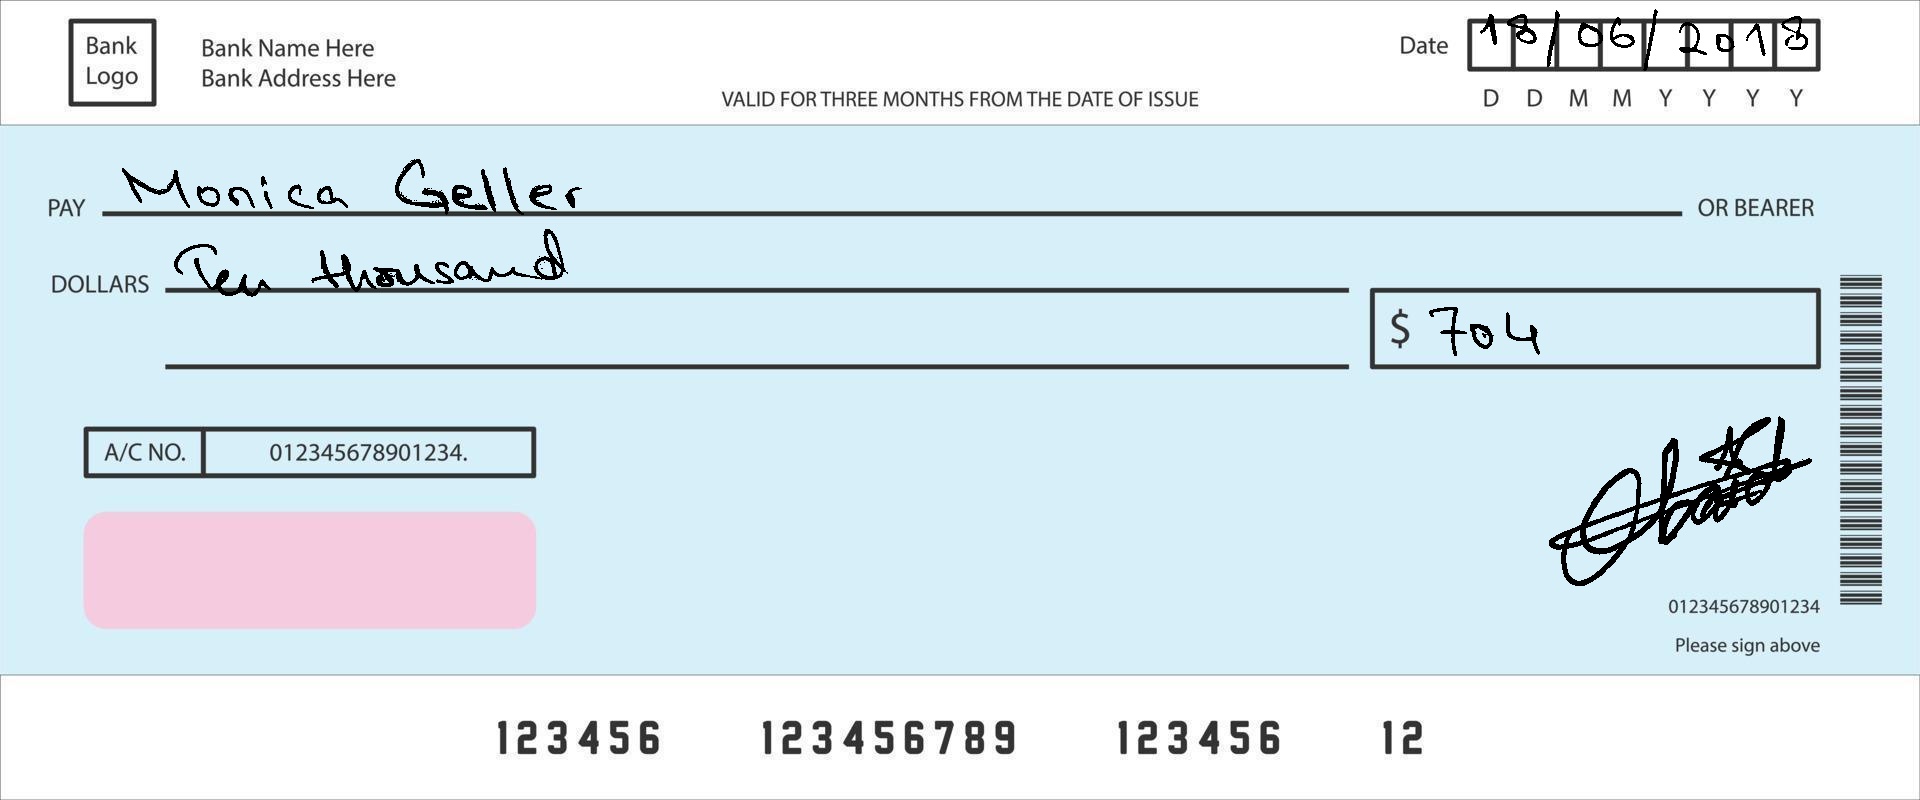 Bank Logo
Bank Name Here
Bank Address Here
VALID FOR THREE MONTHS FROM THE DATE OF ISSUE
Date 18/06/2018
D D M M Y Y Y Y
PAY Monica Geller OR BEARER
DOLLARS Ten thousand
$ 704
A/C NO. 012345678901234.
012345678901234
Please sign above
123456 123456789 123456 12